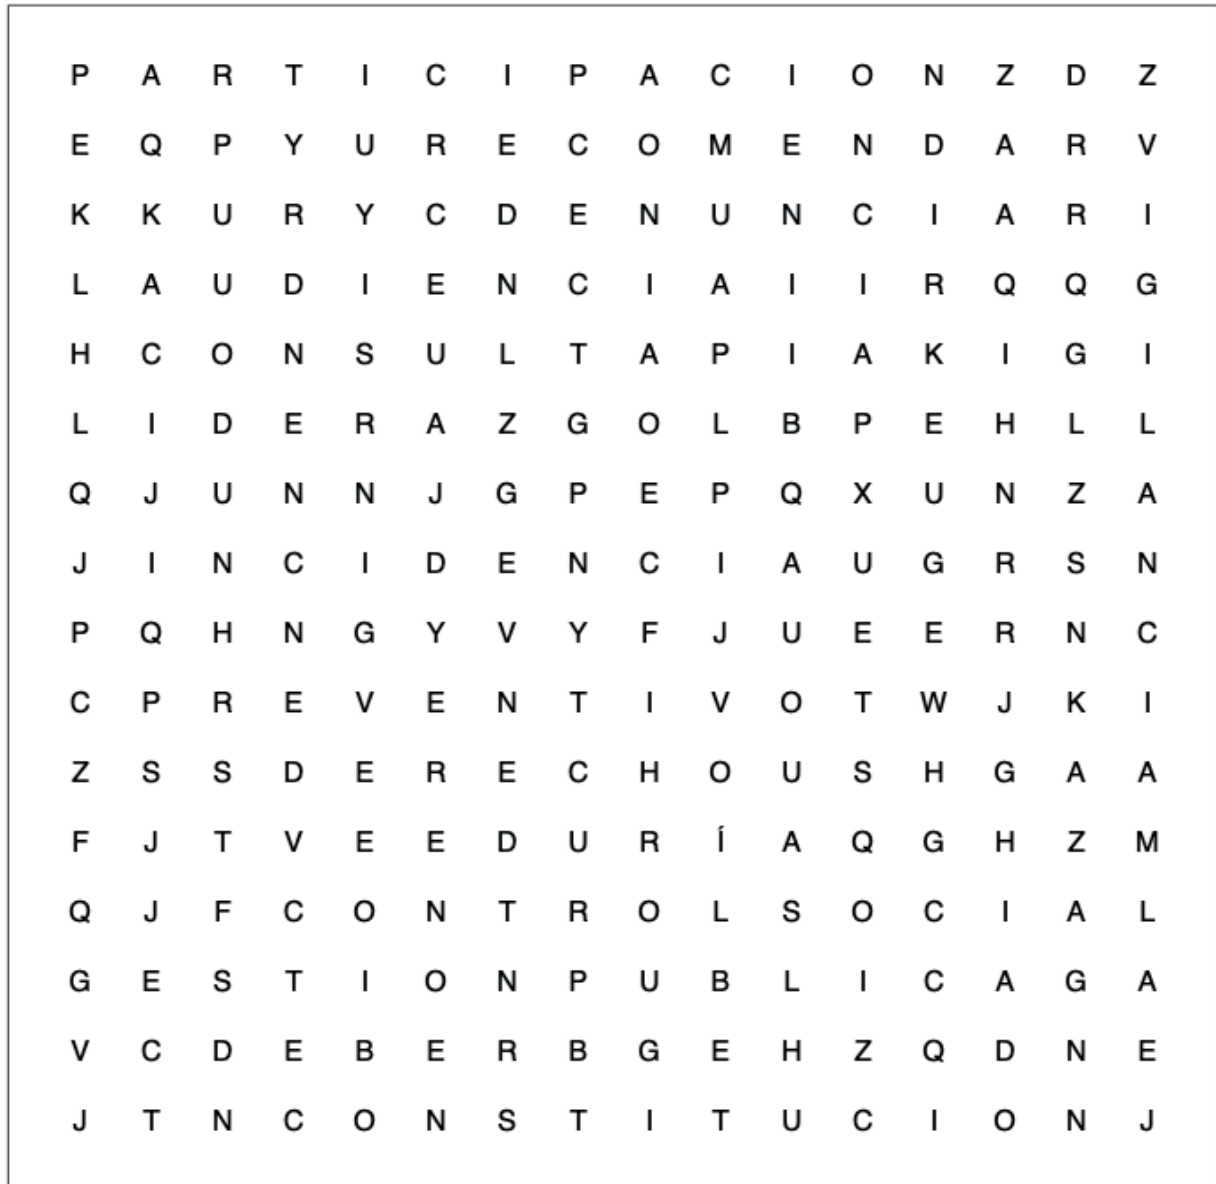 P A R T I C I P A C I O N Z D Z
E Q P Y U R E C O M E N D A R V
K K U R Y C D E N U N C I A R I
L A U D I E N C I A I I R Q Q G
H C O N S U L T A P I A K I G I
L I D E R A Z G O L B P E H L L
Q J U N N J G P E P Q X U N Z A
J I N C I D E N C I A U G R S N
P Q H N G Y V Y F J U E E R N C
C P R E V E N T I V O T W J K I
Z S S D E R E C H O U S H G A A
F J T V E E D U R Í A Q G H Z M
Q J F C O N T R O L S O C I A L
G E S T I O N P U B L I C A G A
V C D E B E R B G E H Z Q D N E
J T N C O N S T I T U C I O N J